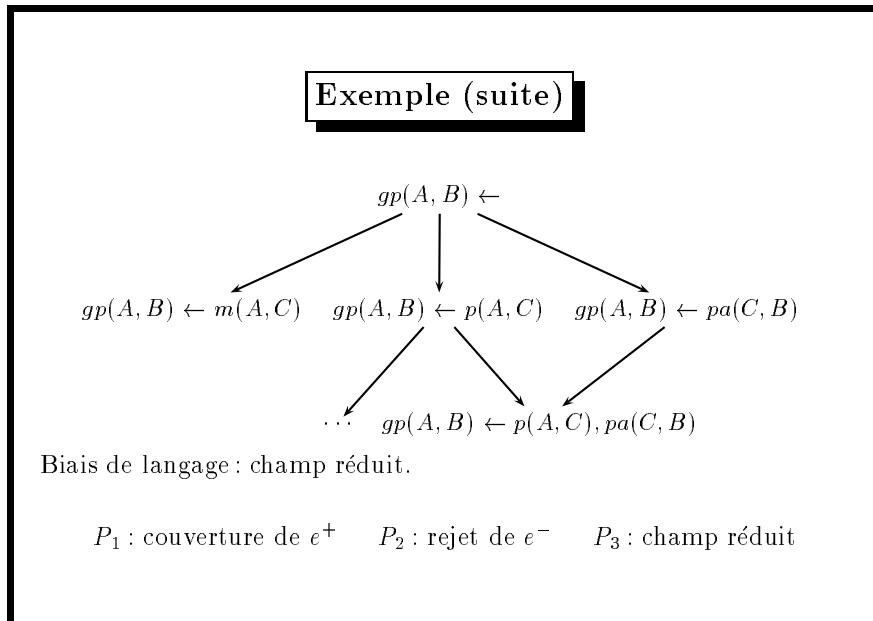 Exemple (suite)
gp(A, B) ←
gp(A, B) ← m(A, C) gp(A, B) ← p(A, C) gp(A, B) ← pa(C, B)
··· gp(A, B) ← p(A, C), pa(C, B)
Biais de langage : champ réduit.
P₁ : couverture de e⁺ P₂ : rejet de e⁻ P₃ : champ réduit